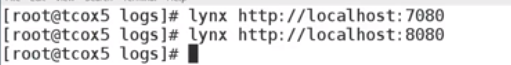 [root@tcox5 logs]# lynx http://localhost:7080
[root@tcox5 logs]# lynx http://localhost:8080
[root@tcox5 logs]#